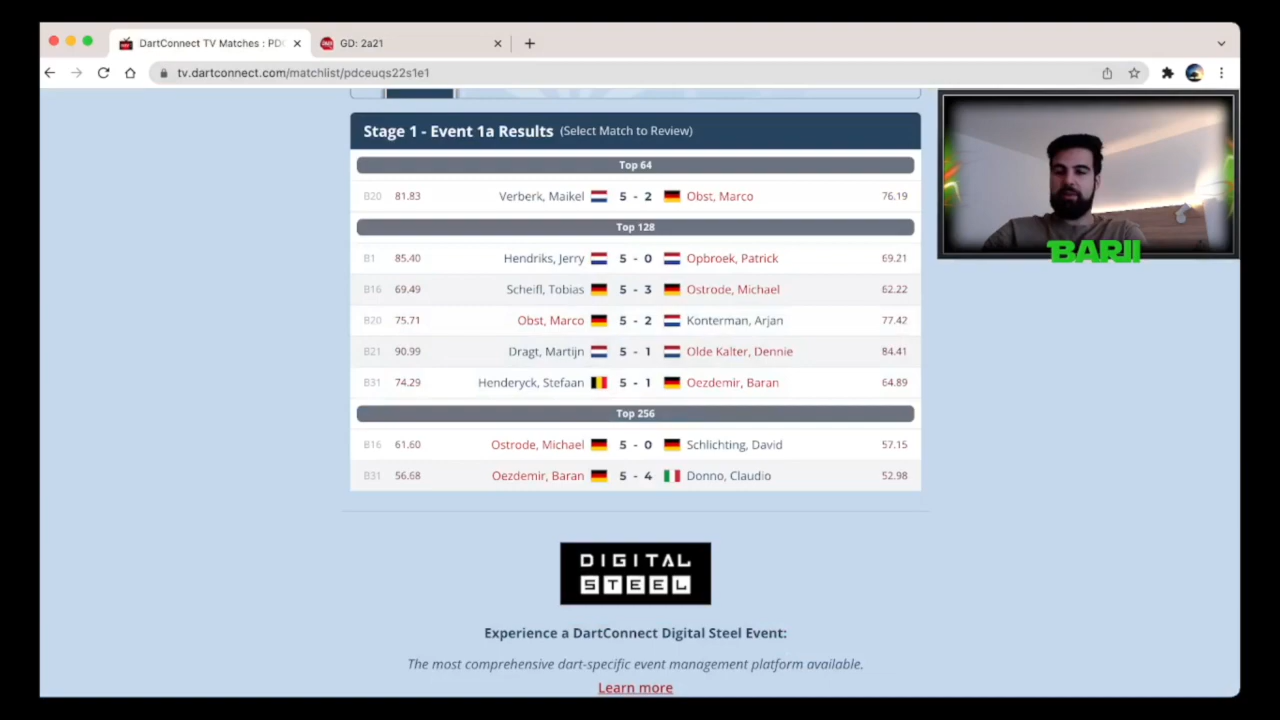 DartConnect TV Matches : PDC
GD: 2a21
tv.dartconnect.com/matchlist/pdceuqs22s1e1
Stage 1 - Event 1a Results (Select Match to Review)
Top 64
B20 81.83 Verberk, Maikel 5 - 2 Obst, Marco 76.19
Top 128
B1 85.40 Hendriks, Jerry 5 - 0 Opbroek, Patrick 69.21
B16 69.49 Scheifl, Tobias 5 - 3 Ostrode, Michael 62.22
B20 75.71 Obst, Marco 5 - 2 Konterman, Arjan 77.42
B21 90.99 Dragt, Martijn 5 - 1 Olde Kalter, Dennie 84.41
B31 74.29 Henderyck, Stefaan 5 - 1 Oezdemir, Baran 64.89
Top 256
B16 61.60 Ostrode, Michael 5 - 0 Schlichting, David 57.15
B31 56.68 Oezdemir, Baran 5 - 4 Donno, Claudio 52.98
BARII
DIGITAL
STEEL
Experience a DartConnect Digital Steel Event:
The most comprehensive dart-specific event management platform available.
Learn more